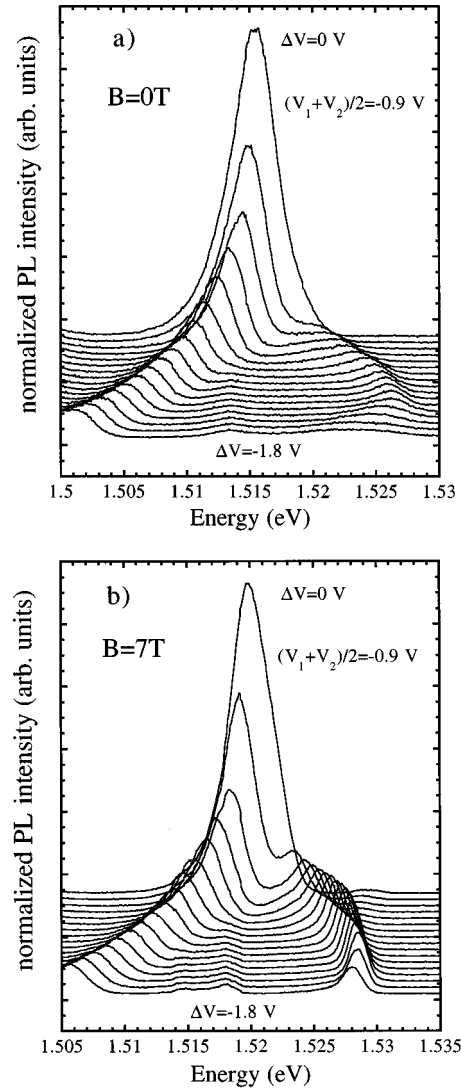 a)
ΔV=0 V
B=0T
(V₁+V₂)/2=-0.9 V
normalized PL intensity (arb. units)
ΔV=-1.8 V
1.5 1.505 1.51 1.515 1.52 1.525 1.53
Energy (eV)
b)
ΔV=0 V
B=7T
(V₁+V₂)/2=-0.9 V
normalized PL intensity (arb. units)
ΔV=-1.8 V
1.505 1.51 1.515 1.52 1.525 1.53 1.535
Energy (eV)